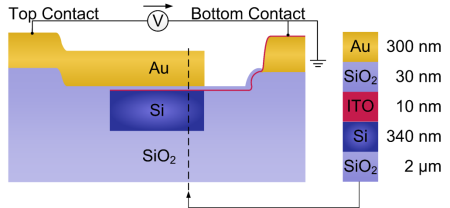 Top Contact
V
Bottom Contact
Au
Si
SiO₂
Au 300 nm
SiO₂ 30 nm
ITO 10 nm
Si 340 nm
SiO₂ 2 µm